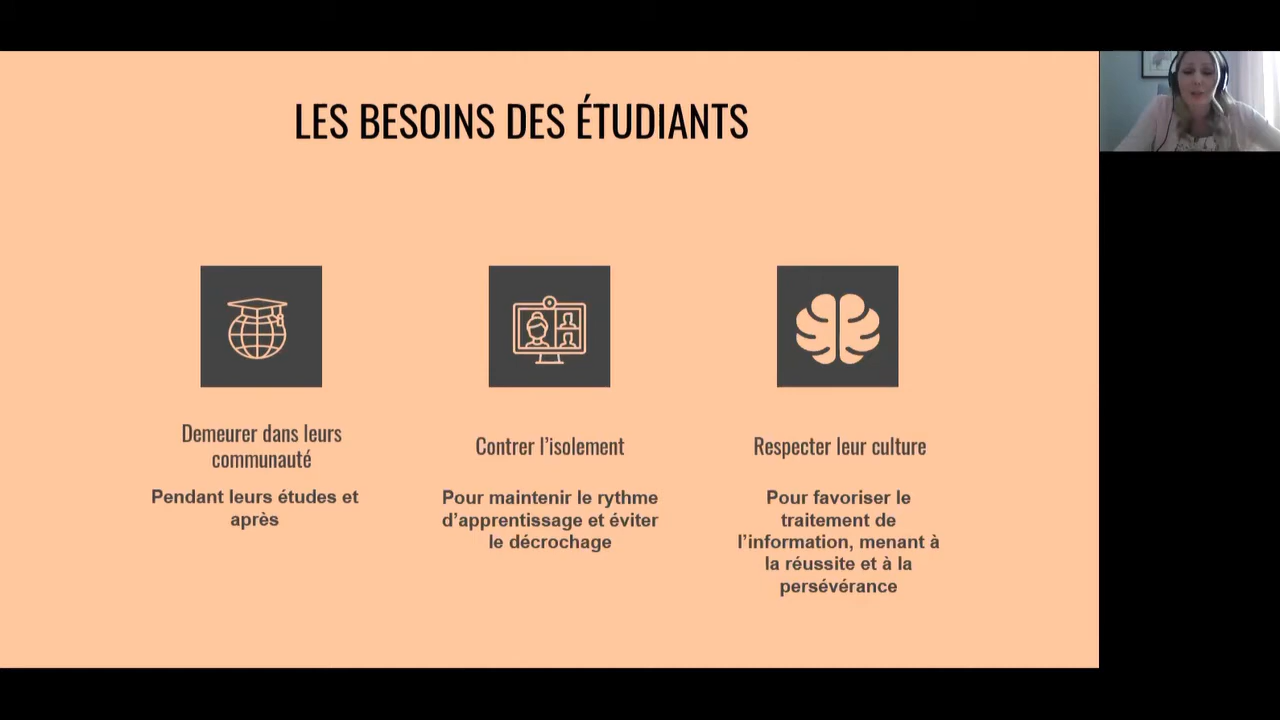 LES BESOINS DES ÉTUDIANTS
Demeurer dans leurs
communauté
Pendant leurs études et
après
Contrer l’isolement
Pour maintenir le rythme
d’apprentissage et éviter
le décrochage
Respecter leur culture
Pour favoriser le
traitement de
l’information, menant à
la réussite et à la
persévérance